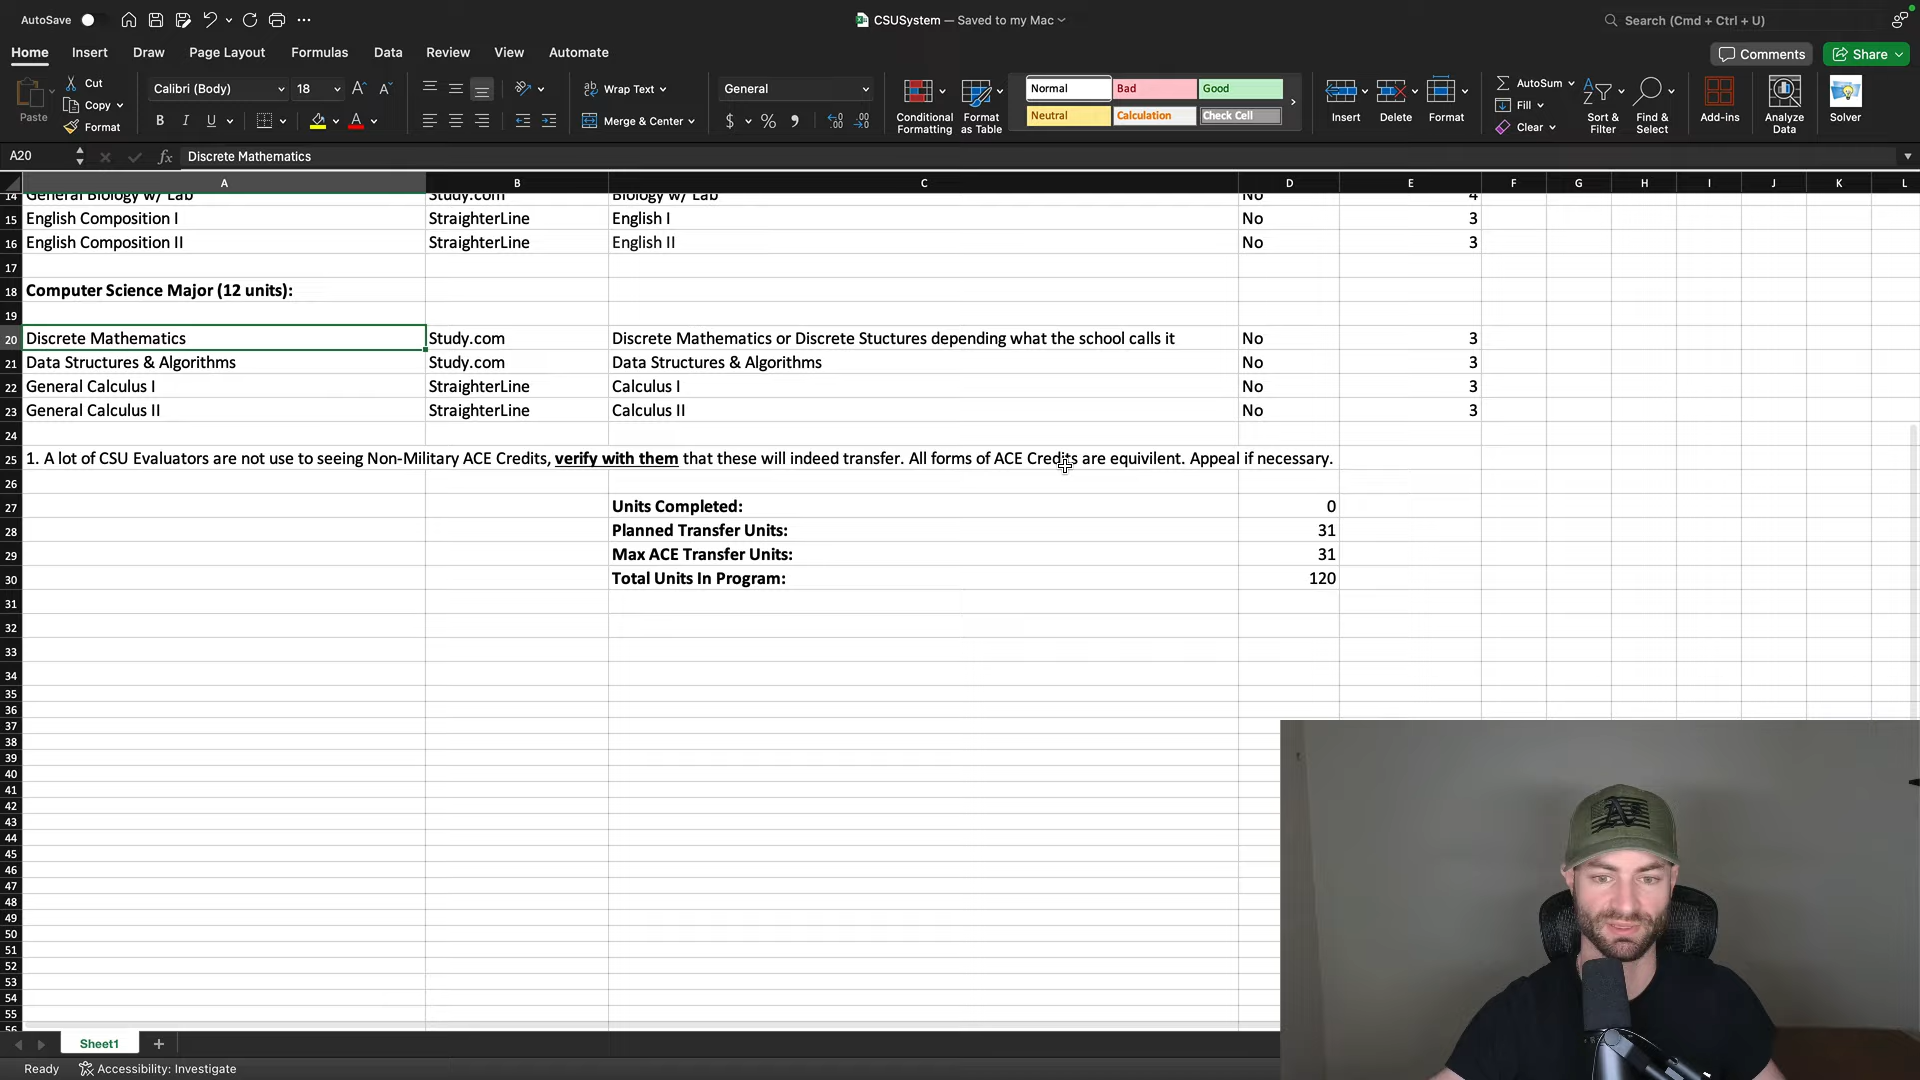 AutoSave
CSUSystem — Saved to my Mac
Search (Cmd + Ctrl + U)
Home Insert Draw Page Layout Formulas Data Review View Automate
Comments Share
Paste Cut Copy Format
Calibri (Body) 18
B I U
Wrap Text
Merge & Center
General
$ % 9
Conditional Formatting
Format as Table
Normal Bad Good
Neutral Calculation Check Cell
Insert Delete Format
AutoSum
Fill
Clear
Sort & Filter
Find & Select
Add-ins
Analyze Data
Solver
A20 fx Discrete Mathematics
A B C D E F G H I J K L
14 General Biology w/ Lab Study.com Biology w/ Lab No 4
15 English Composition I StraighterLine English I No 3
16 English Composition II StraighterLine English II No 3
17
18 Computer Science Major (12 units):
19
20 Discrete Mathematics Study.com Discrete Mathematics or Discrete Stuctures depending what the school calls it No 3
21 Data Structures & Algorithms Study.com Data Structures & Algorithms No 3
22 General Calculus I StraighterLine Calculus I No 3
23 General Calculus II StraighterLine Calculus II No 3
24
25 1. A lot of CSU Evaluators are not use to seeing Non-Military ACE Credits, verify with them that these will indeed transfer. All forms of ACE Credits are equivilent. Appeal if necessary.
26
27 Units Completed: 0
28 Planned Transfer Units: 31
29 Max ACE Transfer Units: 31
30 Total Units In Program: 120
31
32
33
34
35
36
37
38
39
40
41
42
43
44
45
46
47
48
49
50
51
52
53
54
55
56
Sheet1
Ready Accessibility: Investigate